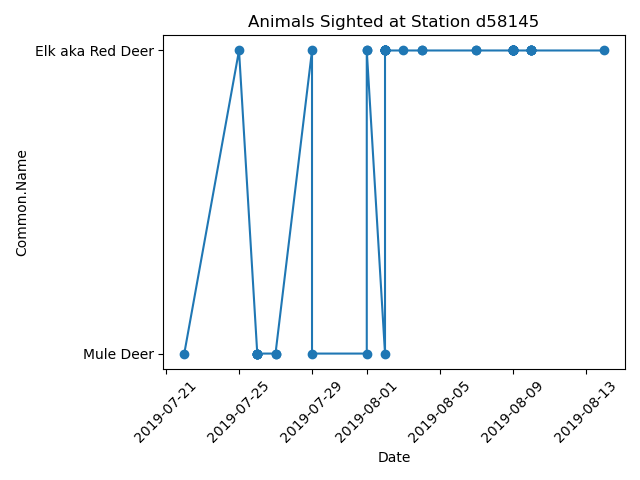 Animals Sighted at Station d58145
Common.Name
Elk aka Red Deer
Mule Deer
2019-07-21
2019-07-25
2019-07-29
2019-08-01
2019-08-05
2019-08-09
2019-08-13
Date